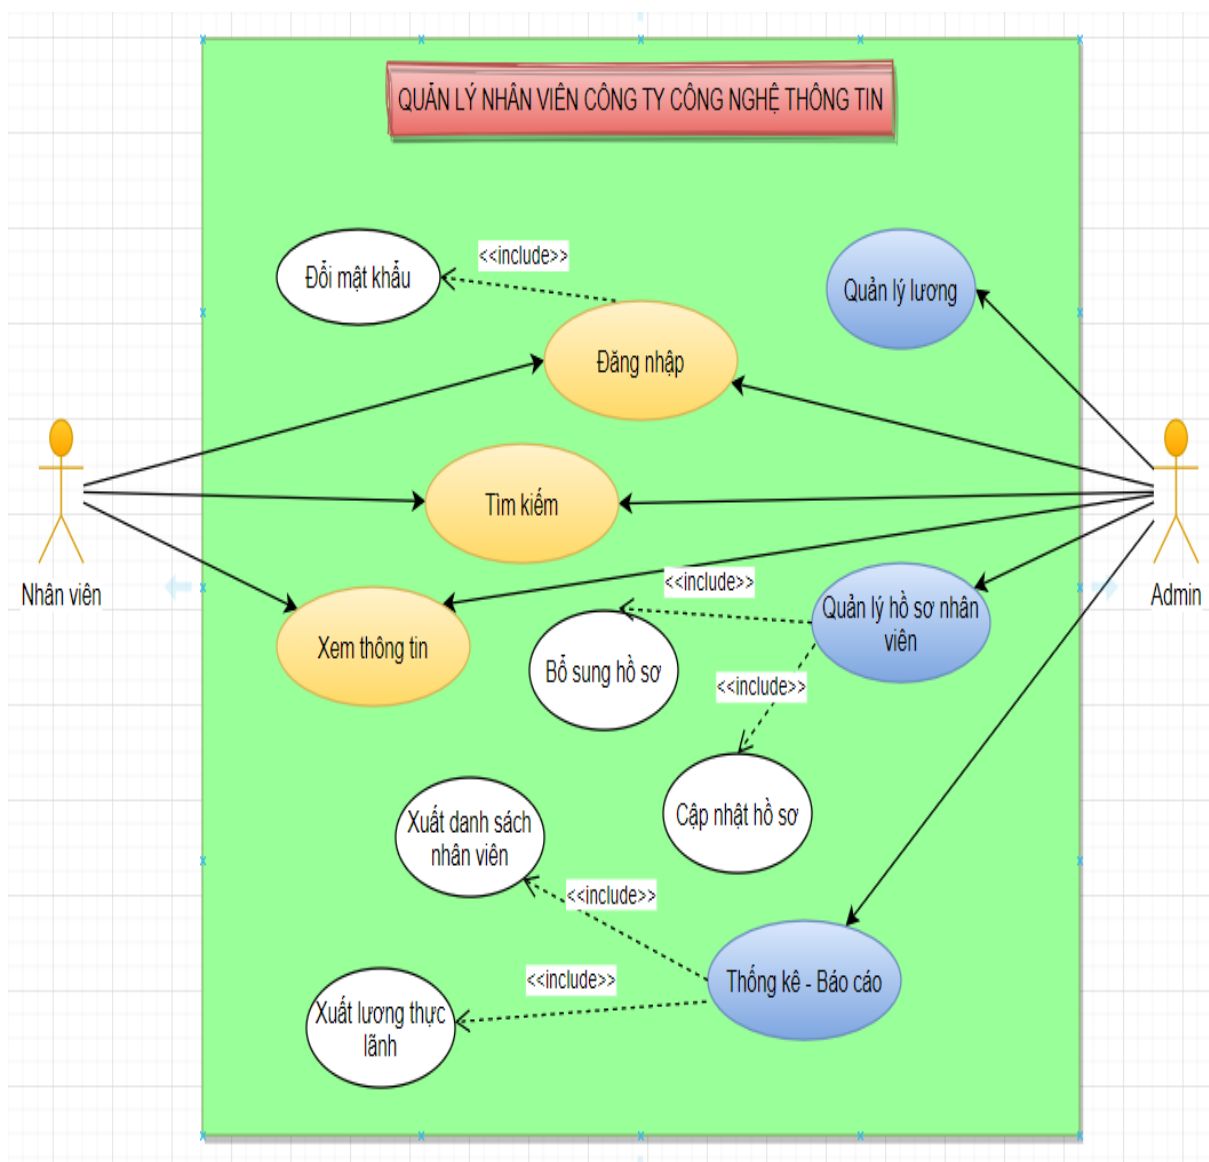 QUẢN LÝ NHÂN VIÊN CÔNG TY CÔNG NGHỆ THÔNG TIN
<<include>>
Đổi mật khẩu
Quản lý lương
Đăng nhập
Tìm kiếm
<<include>>
Nhân viên
Admin
Quản lý hồ sơ nhân
viên
Xem thông tin
Bổ sung hồ sơ
<<include>>
Cập nhật hồ sơ
Xuất danh sách
nhân viên
<<include>>
Thống kê - Báo cáo
<<include>>
Xuất lương thực
lãnh